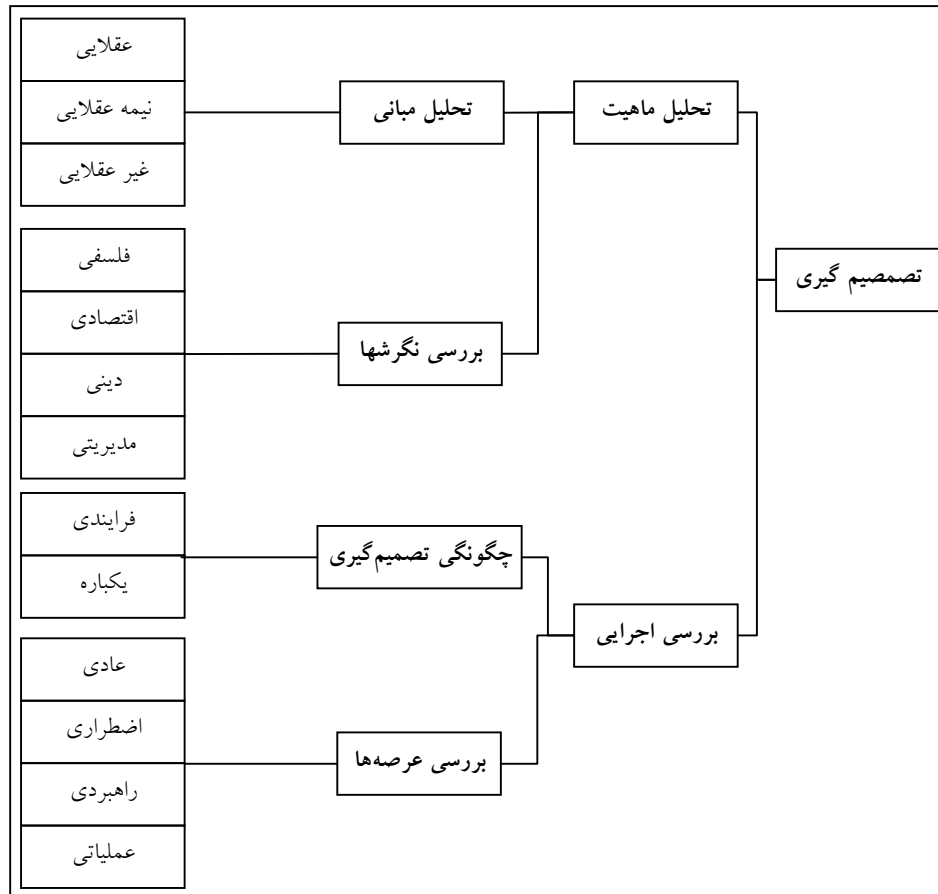 تصمصیم گیری
تحلیل ماهیت
تحلیل مبانی
عقلایی
نیمه عقلایی
غیر عقلایی
بررسی نگرشها
فلسفی
اقتصادی
دینی
مدیریتی
بررسی اجرایی
چگونگی تصمیم‌گیری
فرایندی
یکباره
بررسی عرصه‌ها
عادی
اضطراری
راهبردی
عملیاتی